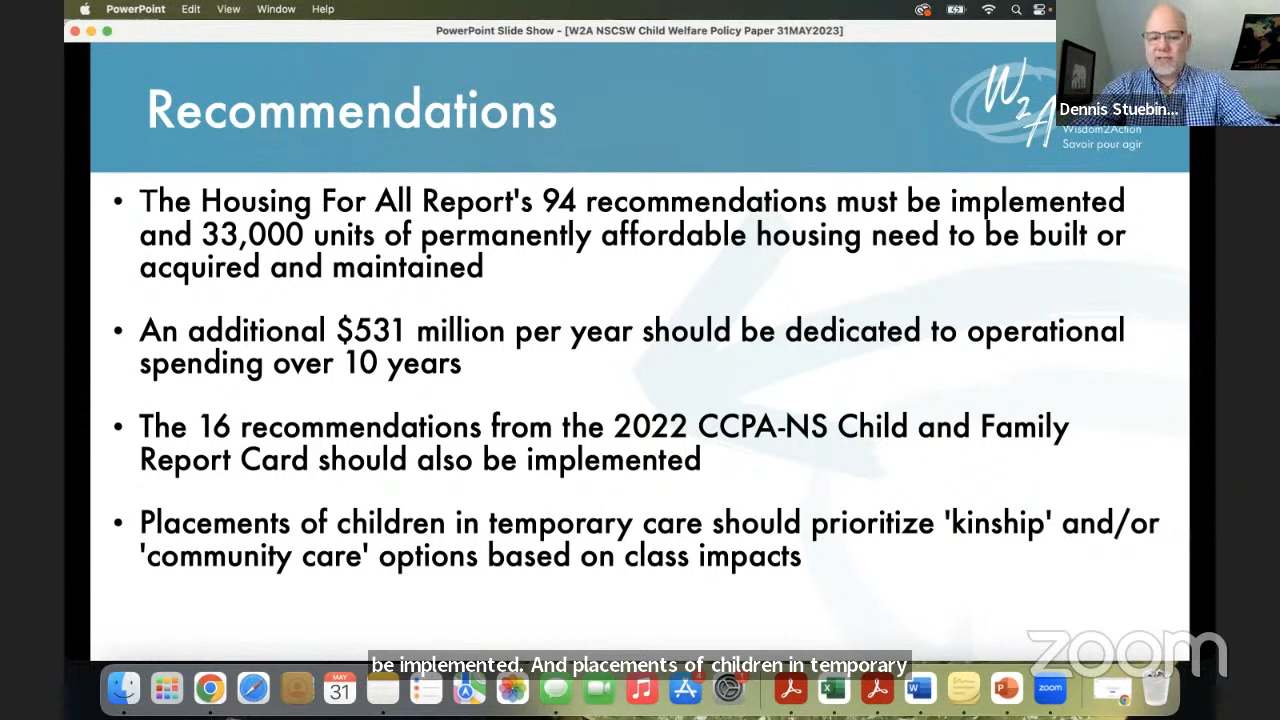 PowerPoint Edit View Window Help
PowerPoint Slide Show - [W2A NSCSW Child Welfare Policy Paper 31MAY2023]
Recommendations
W2A
Wisdom2Action
Savoir pour agir
Dennis Stuebin...
• The Housing For All Report's 94 recommendations must be implemented
and 33,000 units of permanently affordable housing need to be built or
acquired and maintained
• An additional $531 million per year should be dedicated to operational
spending over 10 years
• The 16 recommendations from the 2022 CCPA-NS Child and Family
Report Card should also be implemented
• Placements of children in temporary care should prioritize 'kinship' and/or
'community care' options based on class impacts
zoom
be implemented. And placements of children in temporary
MAY
31
zoom